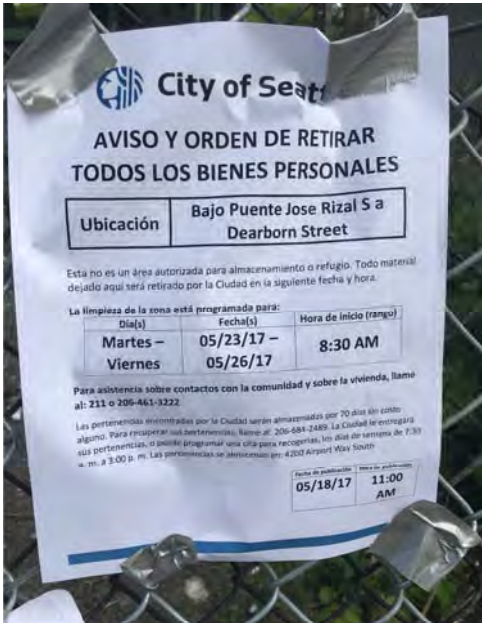 City of Seatt
AVISO Y ORDEN DE RETIRAR
TODOS LOS BIENES PERSONALES
Ubicación
Bajo Puente Jose Rizal S a
Dearborn Street
Esta no es un área autorizada para almacenamiento o refugio. Todo material
dejado aquí será retirado por la Ciudad en la siguiente fecha y hora.
La limpieza de la zona está programada para:
Día(s) Fecha(s) Hora de inicio (rango)
Martes – 05/23/17 – 8:30 AM
Viernes 05/26/17
Para asistencia sobre contactos con la comunidad y sobre la vivienda, llame
al: 211 o 206-461-3222
Las pertenencias encontradas por la Ciudad serán almacenadas por 70 días sin costo
alguno. Para recuperar sus pertenencias, llame al: 206-684-2489. La Ciudad le entregará
sus pertenencias, o puede programar una cita para recogerlas, los días de semana de 7:30
a. m. a 3:00 p. m. Las pertenencias se almacenan en: 4200 Airport Way South
Fecha de publicación Hora de publicación
05/18/17 11:00
AM